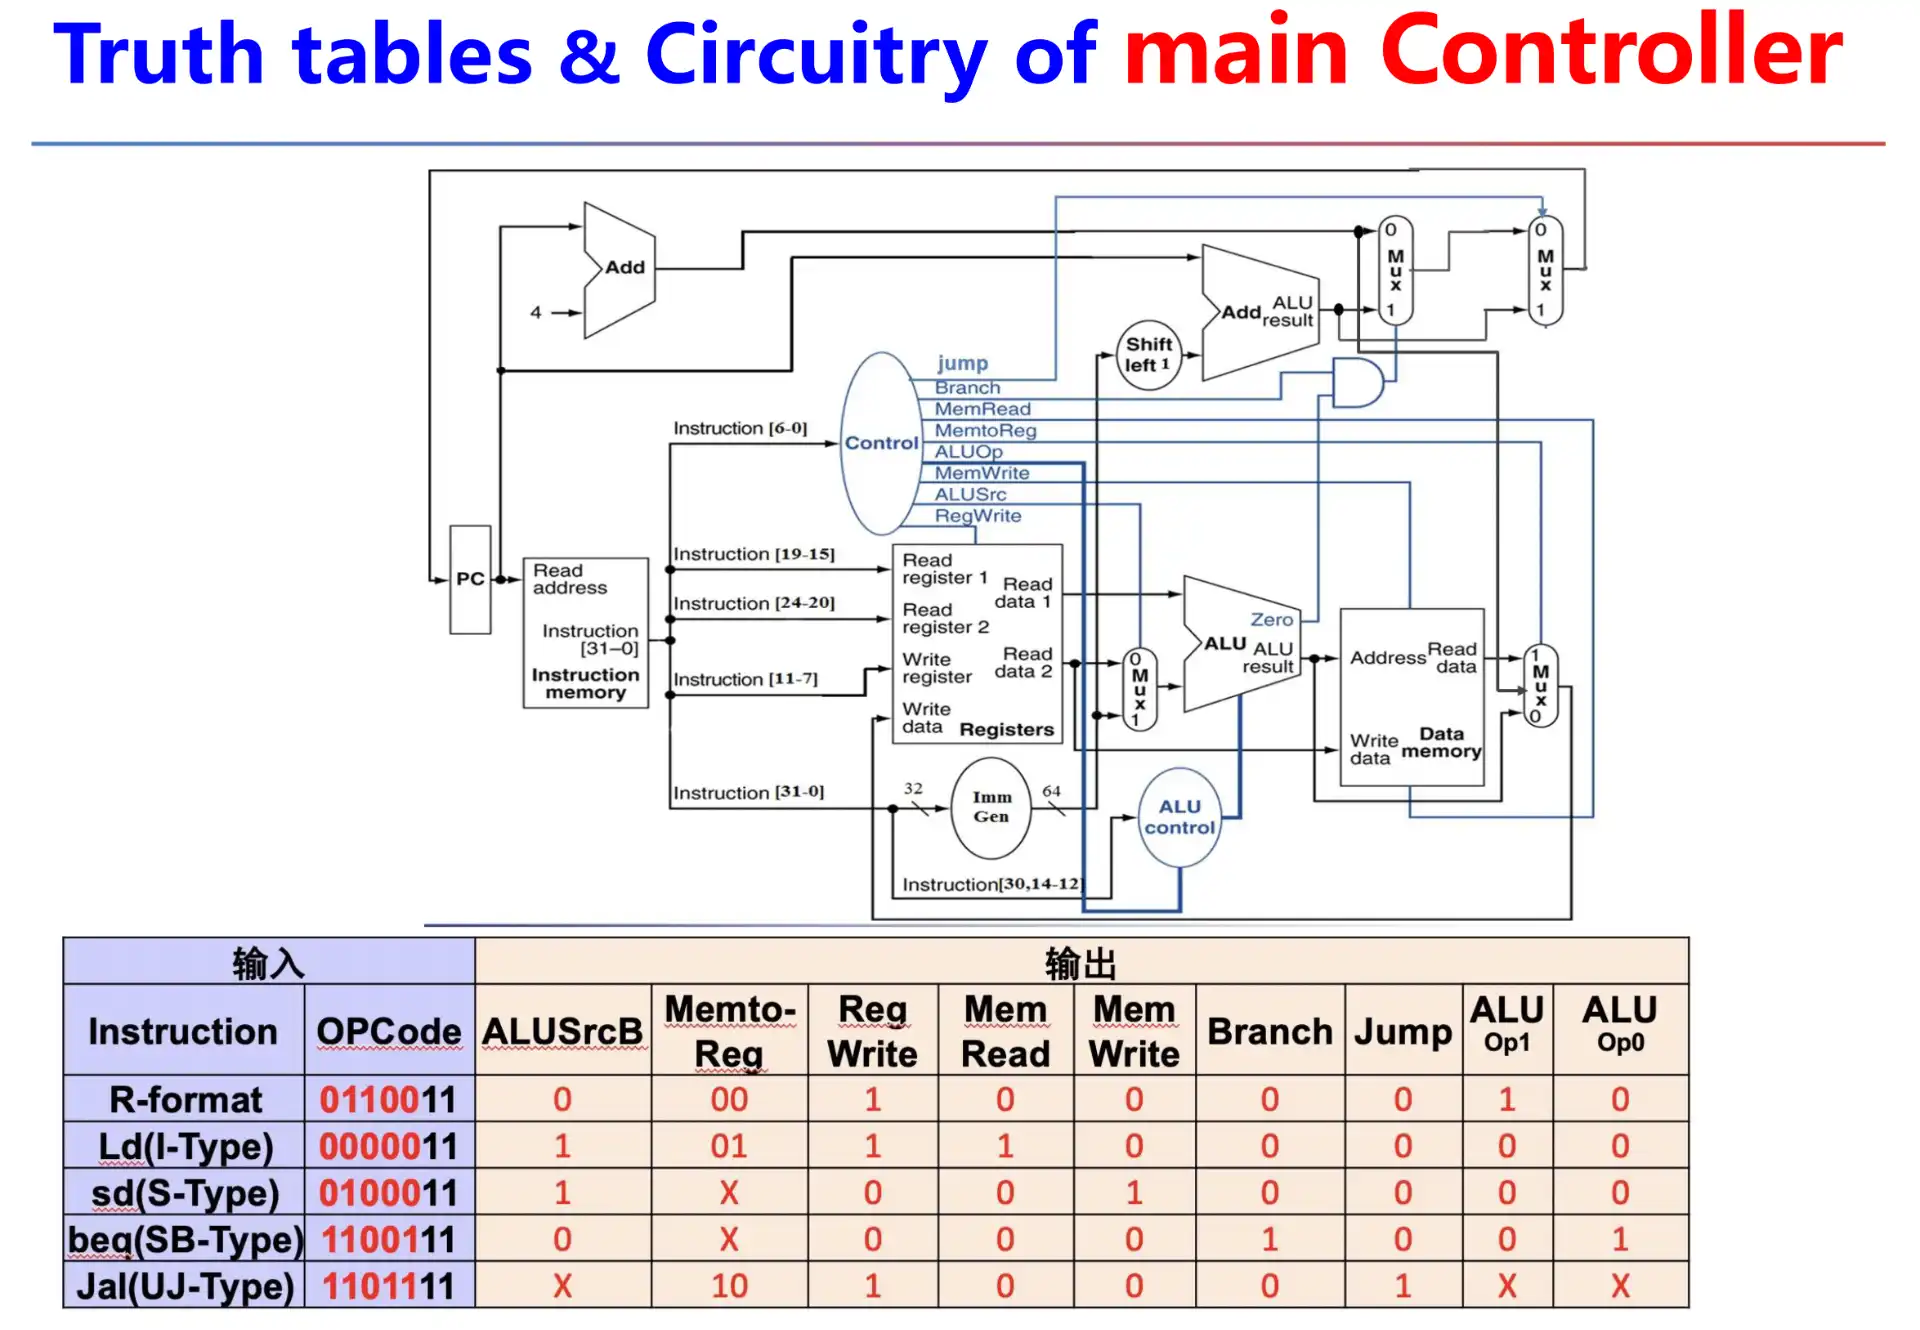 Truth tables & Circuitry of main Controller
Add
4
0
Mux
1
0
Mux
1
Add ALU result
Shift left 1
jump
Branch
MemRead
MemtoReg
ALUOp
MemWrite
ALUSrc
RegWrite
Control
Instruction [6-0]
Instruction [19-15]
Instruction [24-20]
Instruction [11-7]
Instruction [31-0]
PC
Read address
Instruction [31–0]
Instruction memory
Read register 1
Read register 2
Write register
Write data
Read data 1
Read data 2
Registers
0
Mux
1
Zero
ALU ALU result
Address
Read data
Write data
Data memory
1
Mux
0
32
Imm Gen
64
ALU control
Instruction[30,14-12]
输入 输出
Instruction OPCode ALUSrcB Memto-Reg Reg Write Mem Read Mem Write Branch Jump ALU Op1 ALU Op0
R-format 0110011 0 00 1 0 0 0 0 1 0
Ld(I-Type) 0000011 1 01 1 1 0 0 0 0 0
sd(S-Type) 0100011 1 X 0 0 1 0 0 0 0
beq(SB-Type) 1100111 0 X 0 0 0 1 0 0 1
Jal(UJ-Type) 1101111 X 10 1 0 0 0 1 X X